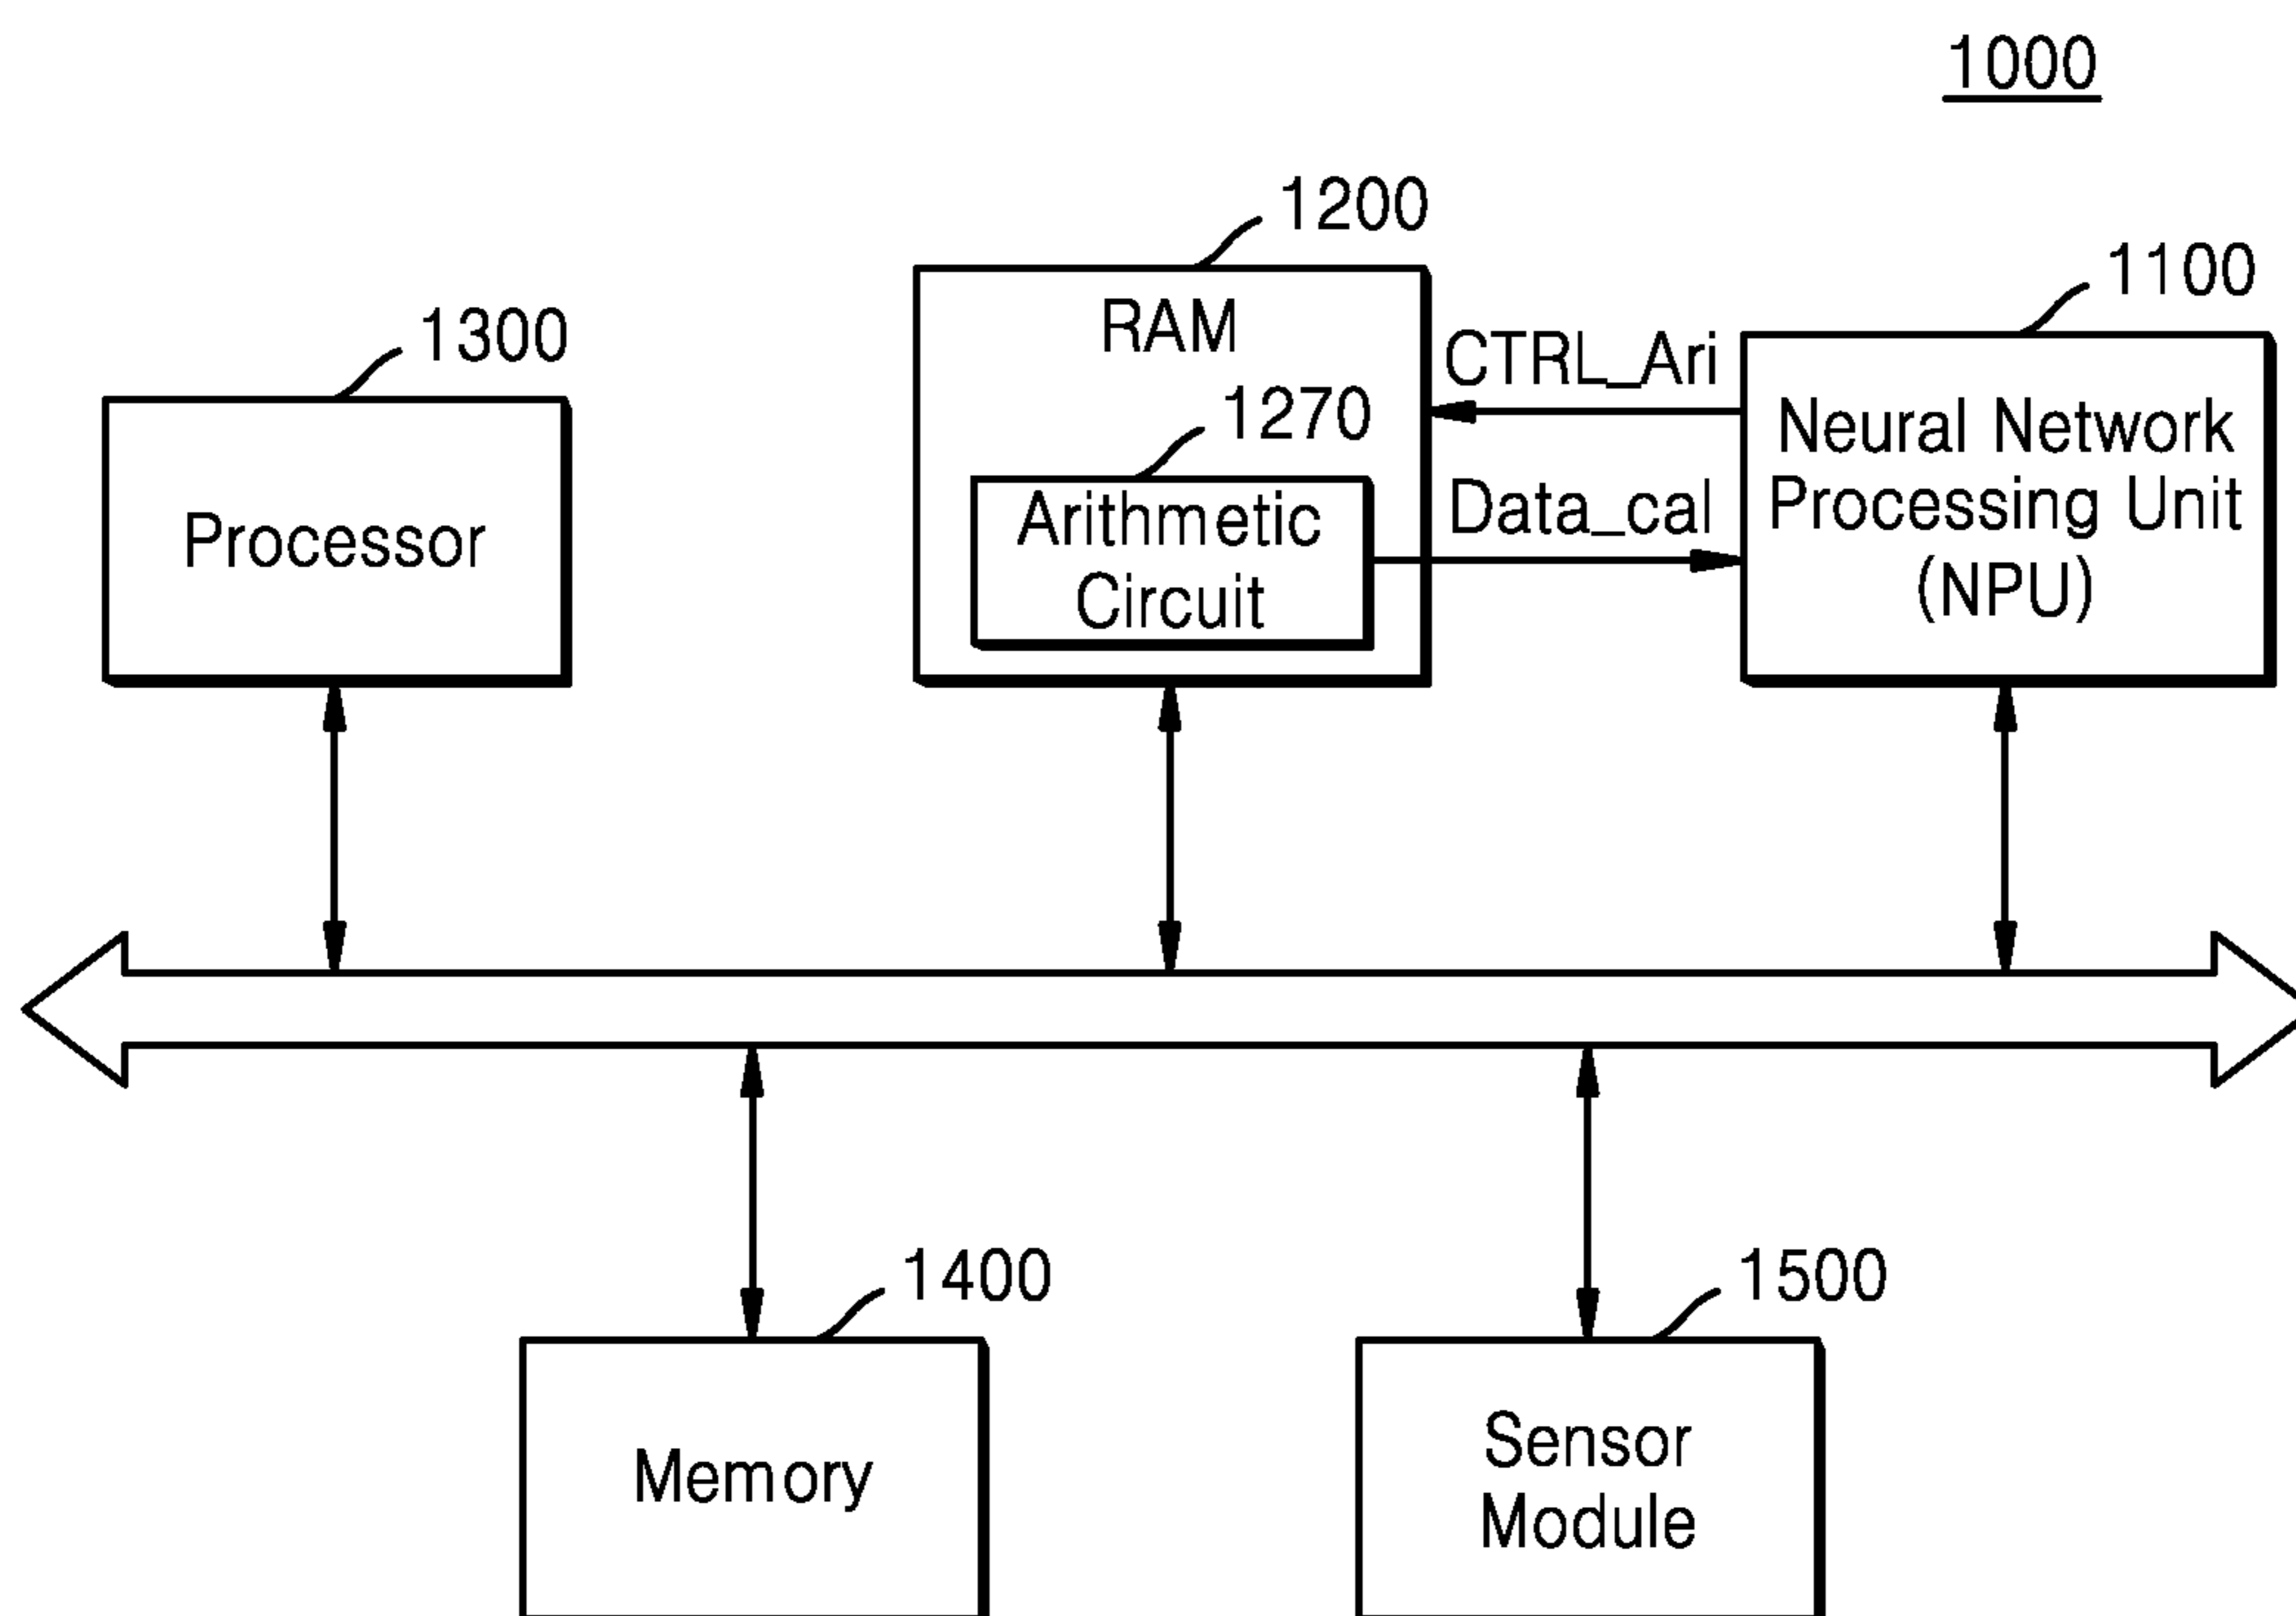 1000
1200
1100
1300
RAM
CTRL_Ari
1270
Neural Network
Processing Unit
(NPU)
Processor
Arithmetic
Circuit
Data_cal
1400
1500
Memory
Sensor
Module